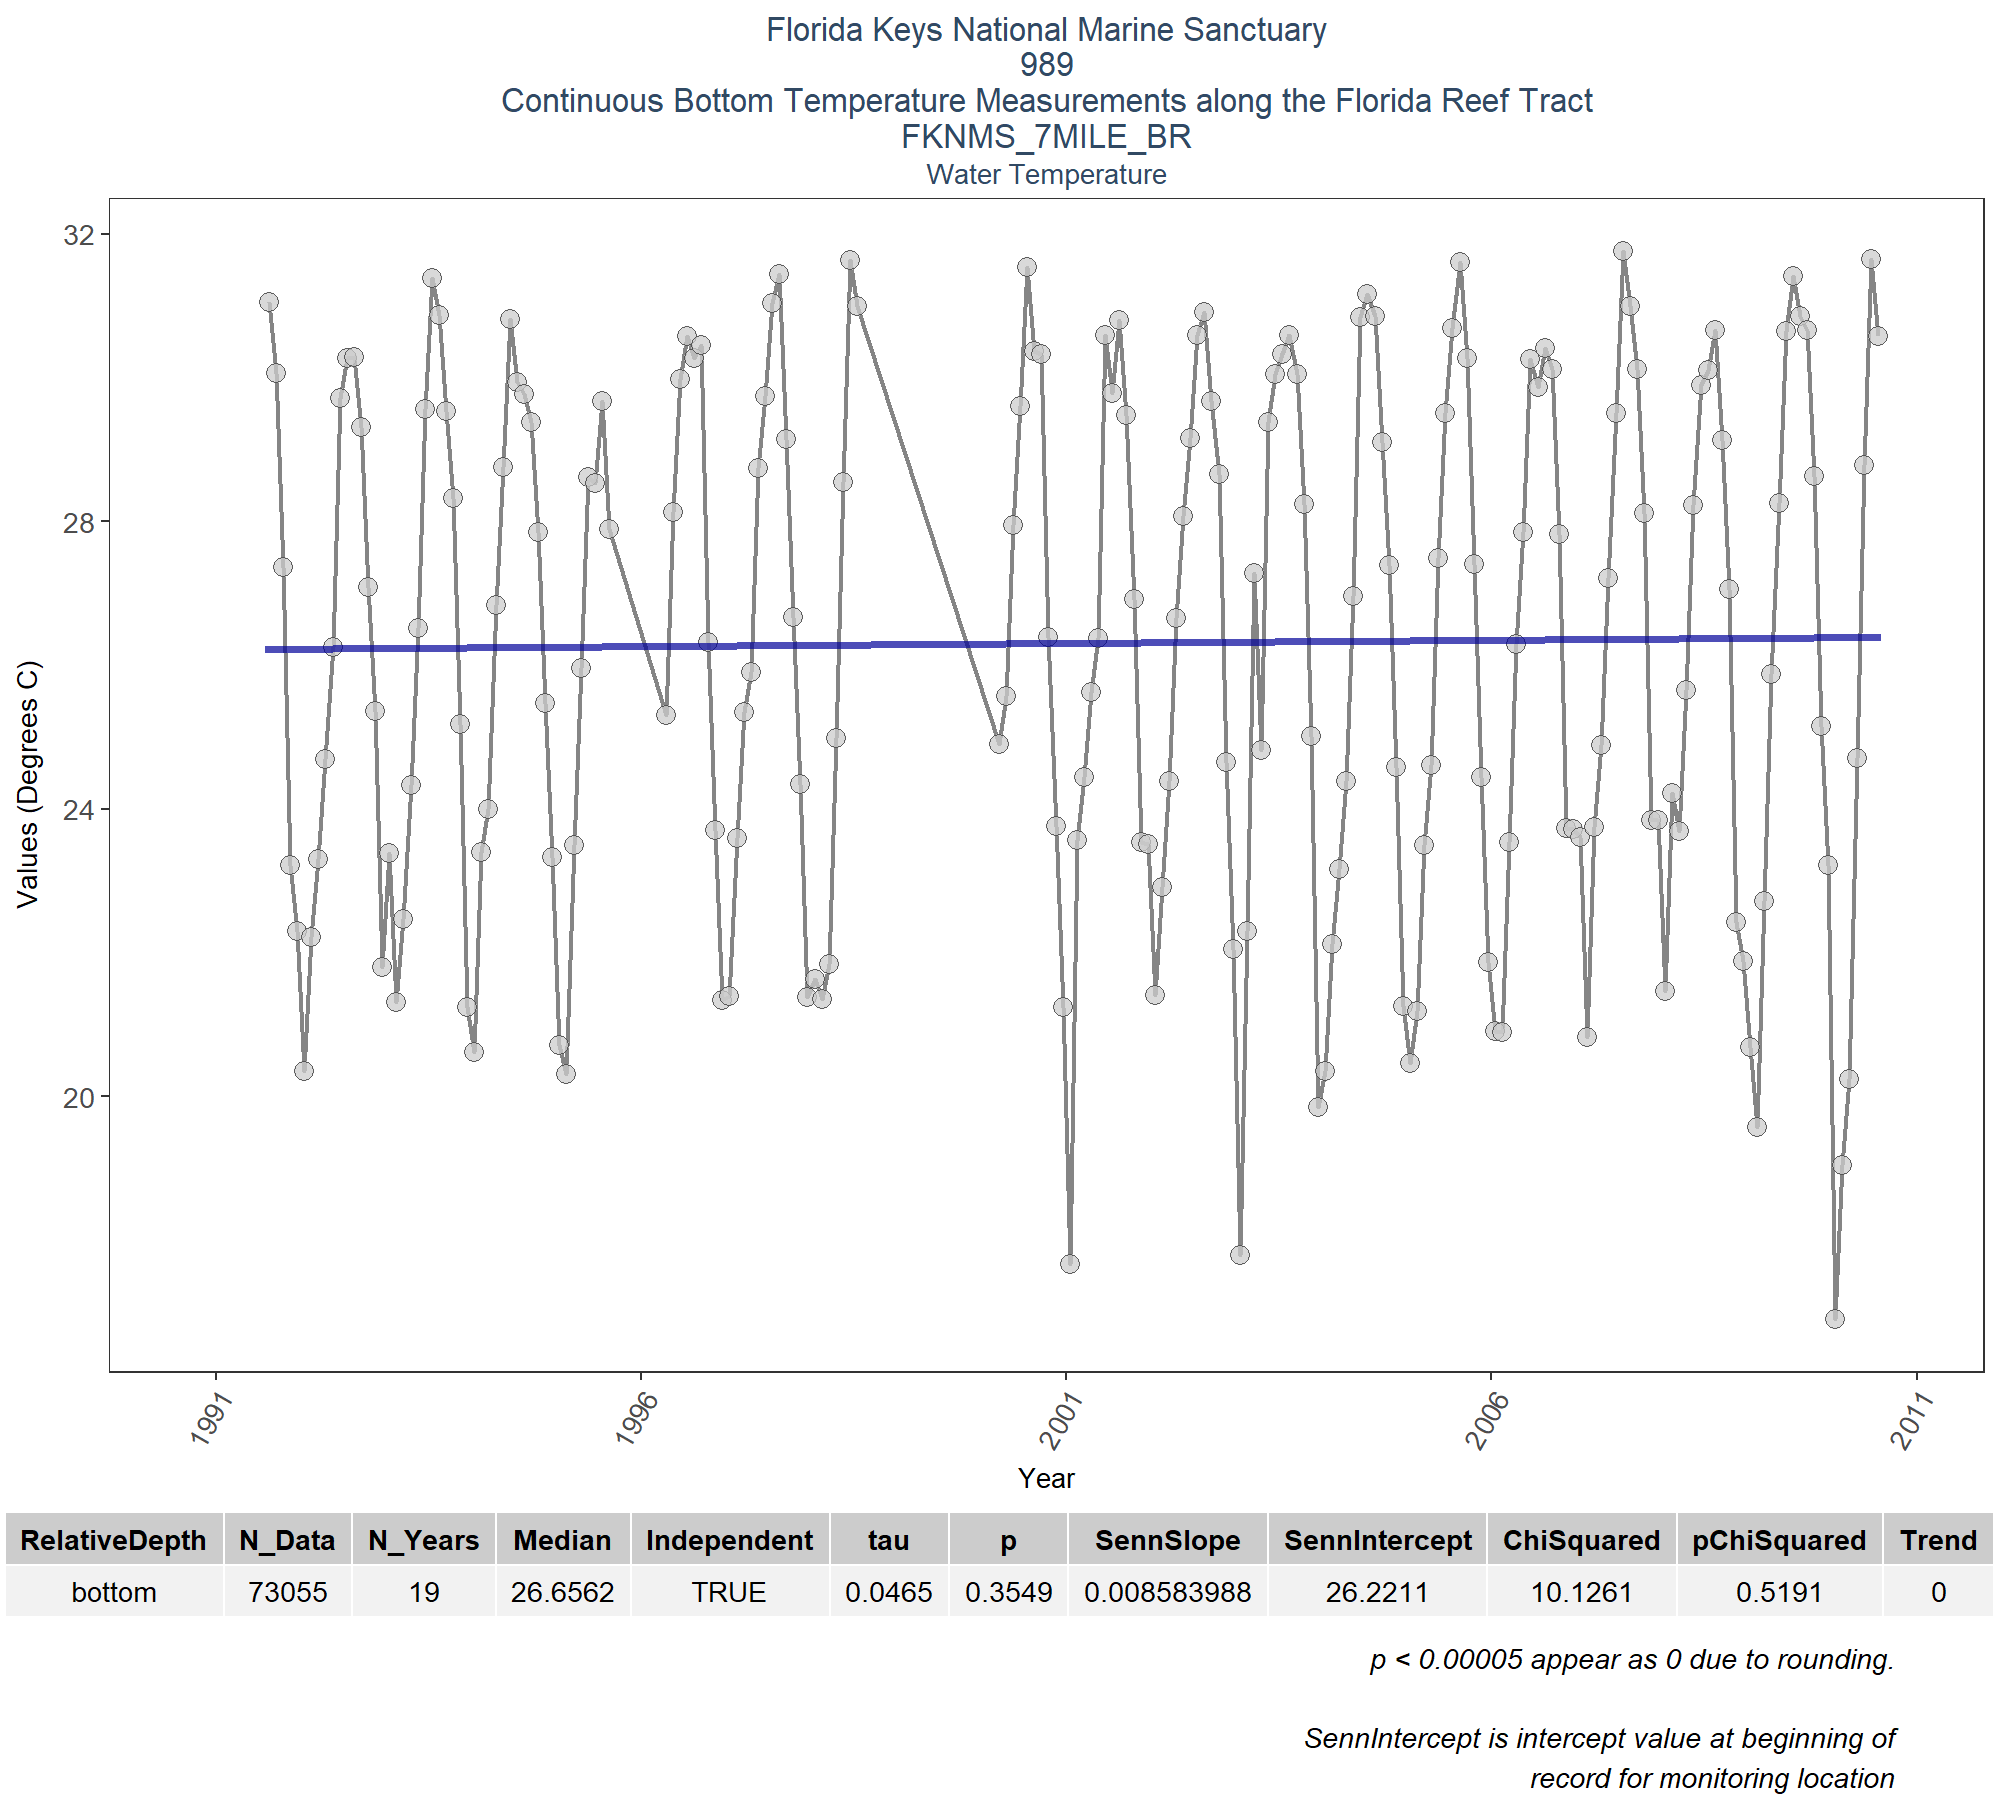 Florida Keys National Marine Sanctuary
989
Continuous Bottom Temperature Measurements along the Florida Reef Tract
FKNMS_7MILE_BR
Water Temperature
Values (Degrees C)
32
28
24
20
1991
1996
2001
2006
2011
Year
RelativeDepth N_Data N_Years Median Independent tau p SennSlope SennIntercept ChiSquared pChiSquared Trend
bottom 73055 19 26.6562 TRUE 0.0465 0.3549 0.008583988 26.2211 10.1261 0.5191 0
p < 0.00005 appear as 0 due to rounding.
SennIntercept is intercept value at beginning of
record for monitoring location